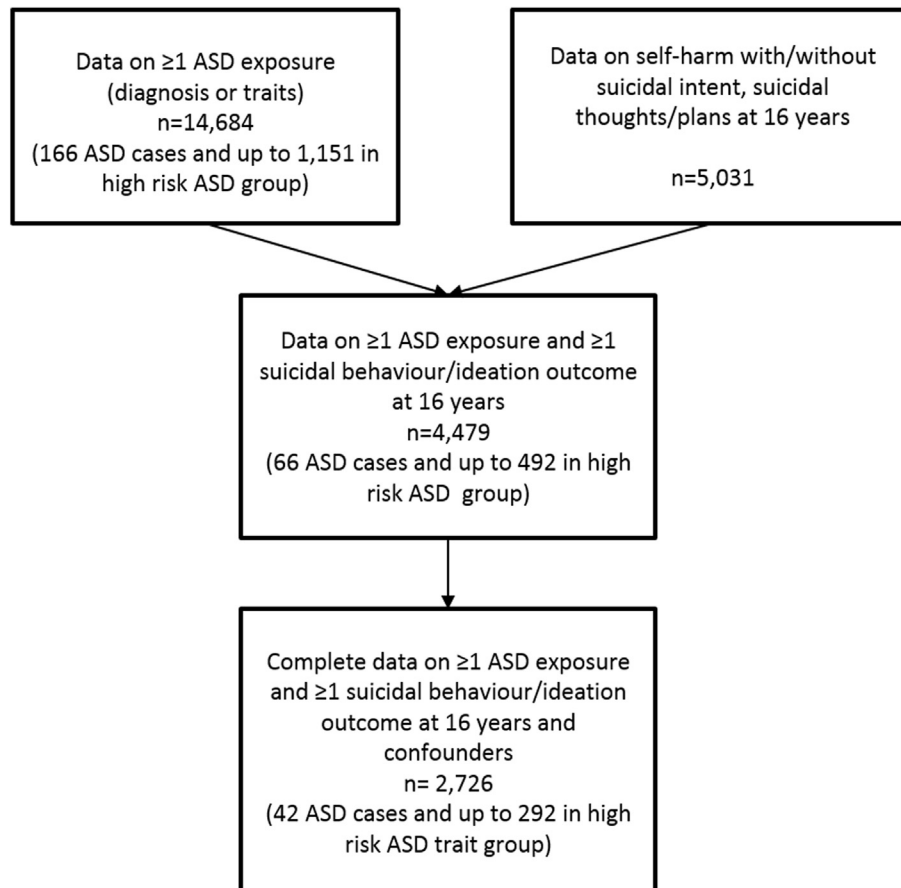 Data on ≥1 ASD exposure
(diagnosis or traits)
n=14,684
(166 ASD cases and up to 1,151 in
high risk ASD group)
Data on self-harm with/without
suicidal intent, suicidal
thoughts/plans at 16 years
n=5,031
Data on ≥1 ASD exposure and ≥1
suicidal behaviour/ideation outcome
at 16 years
n=4,479
(66 ASD cases and up to 492 in high
risk ASD group)
Complete data on ≥1 ASD exposure
and ≥1 suicidal behaviour/ideation
outcome at 16 years and
confounders
n= 2,726
(42 ASD cases and up to 292 in high
risk ASD trait group)